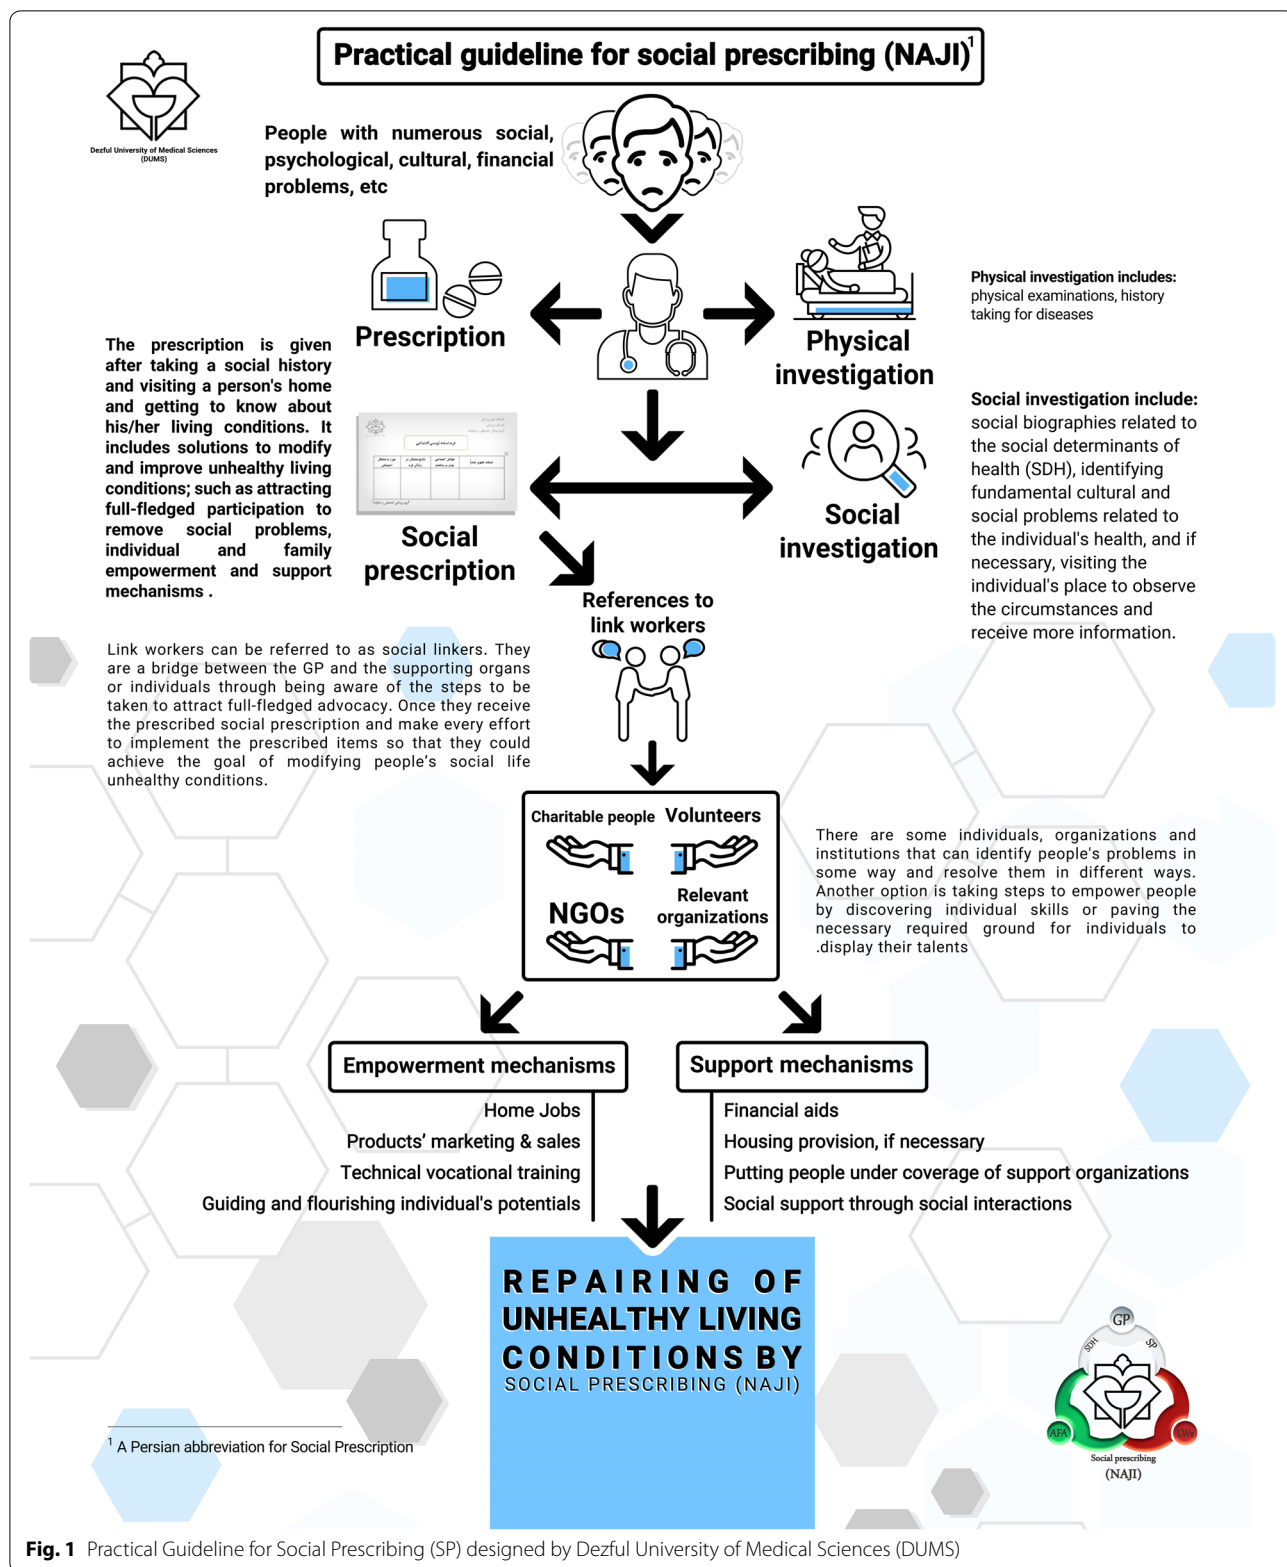 Practical guideline for social prescribing (NAJI)1
Dezful University of Medical Sciences
(DUMS)
People with numerous social,
psychological, cultural, financial
problems, etc
Prescription
Physical
investigation
Physical investigation includes:
physical examinations, history
taking for diseases
The prescription is given
after taking a social history
and visiting a person's home
and getting to know about
his/her living conditions. It
includes solutions to modify
and improve unhealthy living
conditions; such as attracting
full-fledged participation to
remove social problems,
individual and family
empowerment and support
mechanisms .
Social
prescription
Social
investigation
Social investigation include:
social biographies related to
the social determinants of
health (SDH), identifying
fundamental cultural and
social problems related to
the individual's health, and if
necessary, visiting the
individual's place to observe
the circumstances and
receive more information.
References to
link workers
Link workers can be referred to as social linkers. They
are a bridge between the GP and the supporting organs
or individuals through being aware of the steps to be
taken to attract full-fledged advocacy. Once they receive
the prescribed social prescription and make every effort
to implement the prescribed items so that they could
achieve the goal of modifying people's social life
unhealthy conditions.
Charitable people
Volunteers
NGOs
Relevant
organizations
There are some individuals, organizations and
institutions that can identify people's problems in
some way and resolve them in different ways.
Another option is taking steps to empower people
by discovering individual skills or paving the
necessary required ground for individuals to
.display their talents
Empowerment mechanisms
Home Jobs
Products' marketing & sales
Technical vocational training
Guiding and flourishing individual's potentials
Support mechanisms
Financial aids
Housing provision, if necessary
Putting people under coverage of support organizations
Social support through social interactions
REPAIRING OF
UNHEALTHY LIVING
CONDITIONS BY
SOCIAL PRESCRIBING (NAJI)
GP
SDH
SP
AFA
LWs
Social prescribing
(NAJI)
1 A Persian abbreviation for Social Prescription
Fig. 1 Practical Guideline for Social Prescribing (SP) designed by Dezful University of Medical Sciences (DUMS)